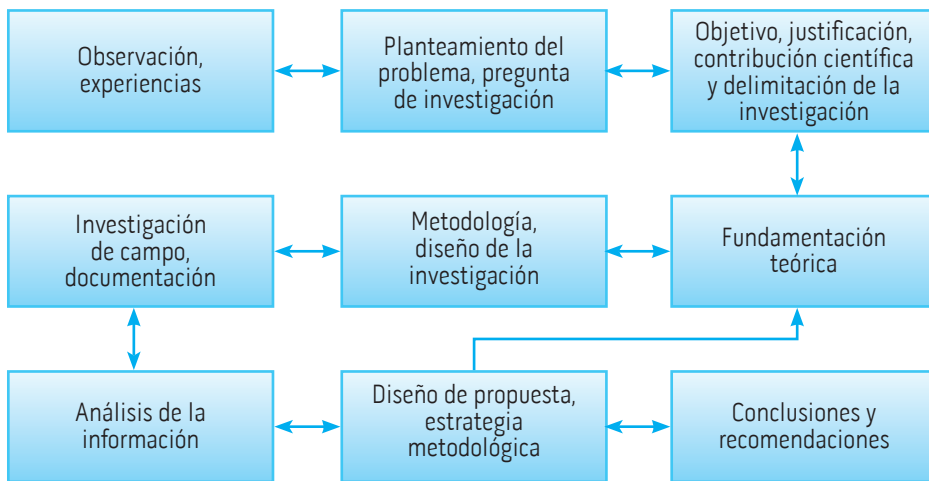 Observación,
experiencias
Planteamiento del
problema, pregunta
de investigación
Objetivo, justificación,
contribución científica
y delimitación de la
investigación
Investigación
de campo,
documentación
Metodología,
diseño de la
investigación
Fundamentación
teórica
Análisis de la
información
Diseño de propuesta,
estrategia
metodológica
Conclusiones y
recomendaciones